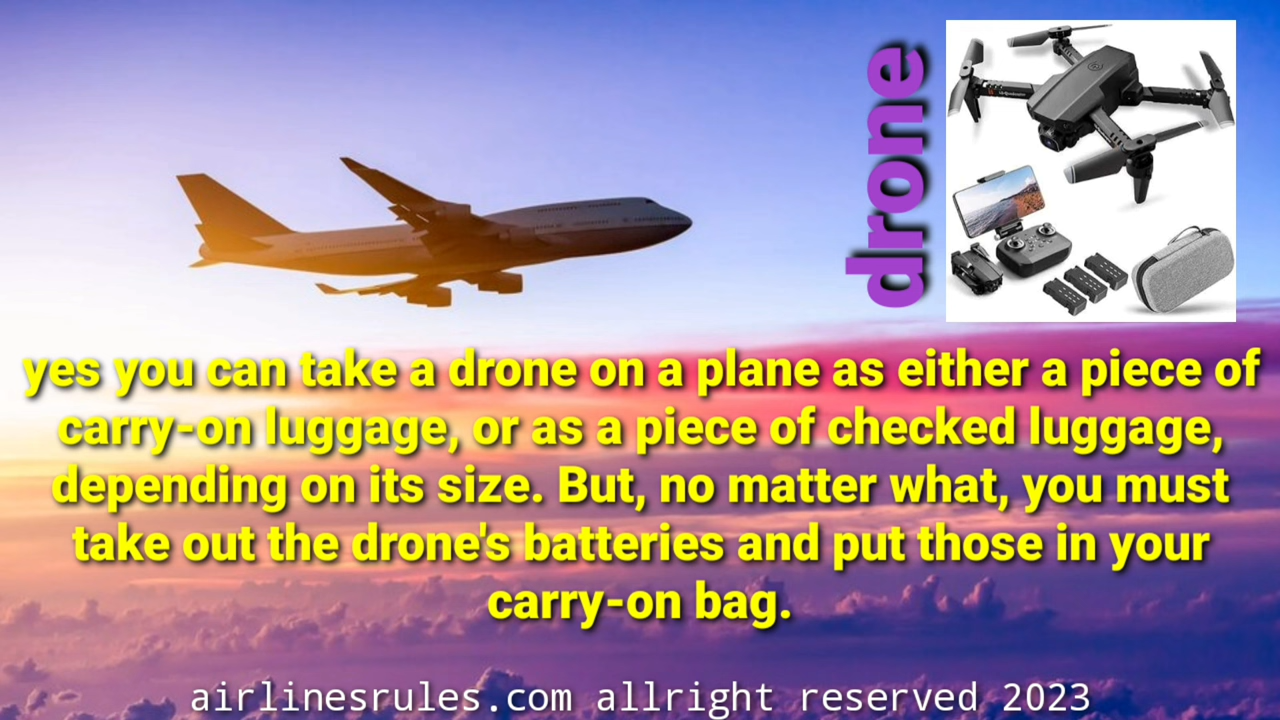 drone
yes you can take a drone on a plane as either a piece of
carry-on luggage, or as a piece of checked luggage,
depending on its size. But, no matter what, you must
take out the drone's batteries and put those in your
carry-on bag.
airlinesrules.com allright reserved 2023